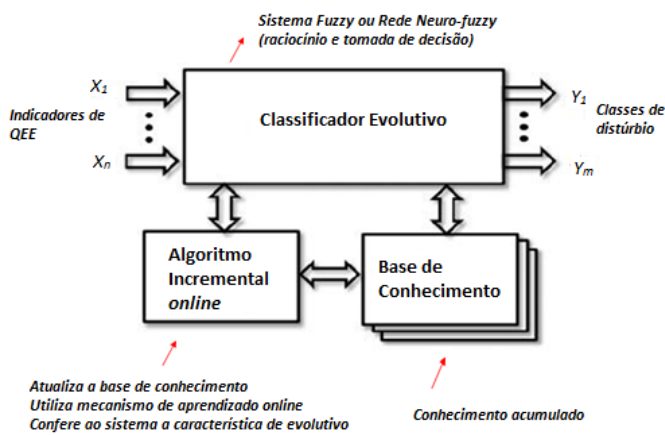 Sistema Fuzzy ou Rede Neuro-fuzzy
(raciocínio e tomada de decisão)
X1
Indicadores de
QEE
Xn
Classificador Evolutivo
Y1
Classes de
distúrbio
Ym
Algoritmo
Incremental
online
Base de
Conhecimento
Atualiza a base de conhecimento
Utiliza mecanismo de aprendizado online
Confere ao sistema a característica de evolutivo
Conhecimento acumulado